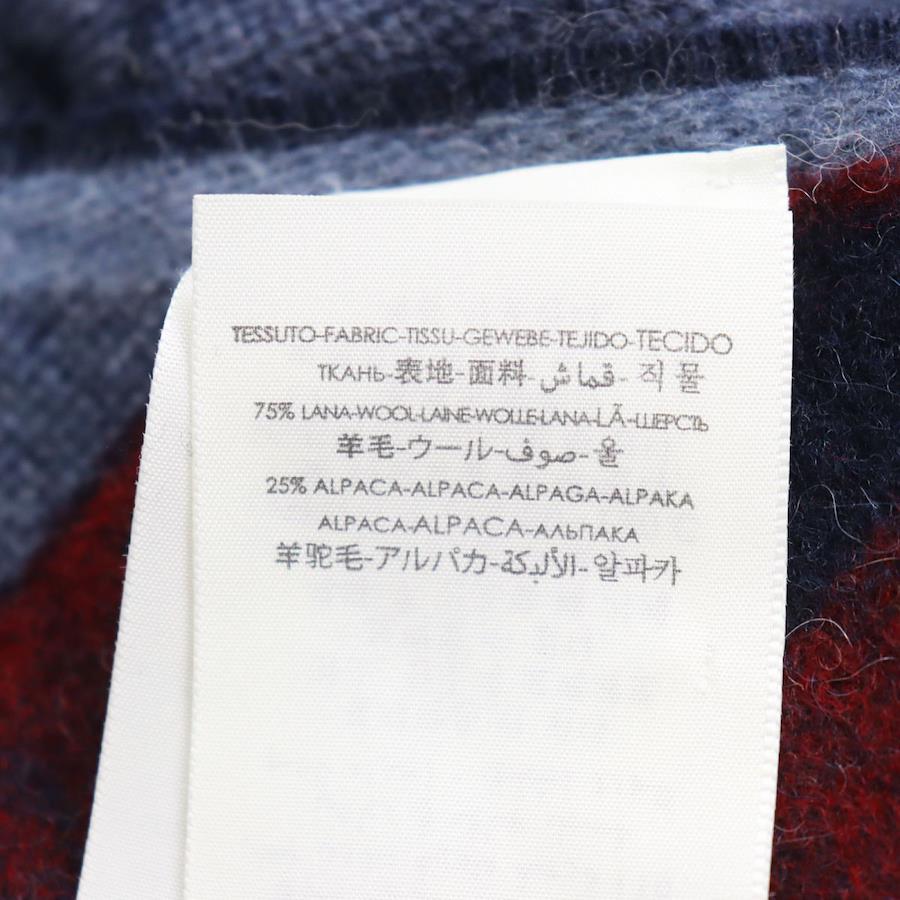 TESSUTO-FABRIC-TISSU-GEWEBE-TEJIDO-TECIDO
ТКАНЬ-表地-面料-قماش-직물
75% LANA-WOOL-LAINE-WOLLE-LANA-LÃ-ШЕРСТЬ
羊毛-ウール-صوف-울
25% ALPACA-ALPACA-ALPAGA-ALPAKA
ALPACA-ALPACA-АЛЬПАКА
羊驼毛-アルパカ-الألبكة-알파카